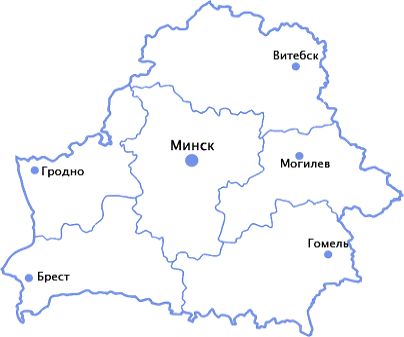 Витебск
Минск
Могилев
Гродно
Гомель
Брест